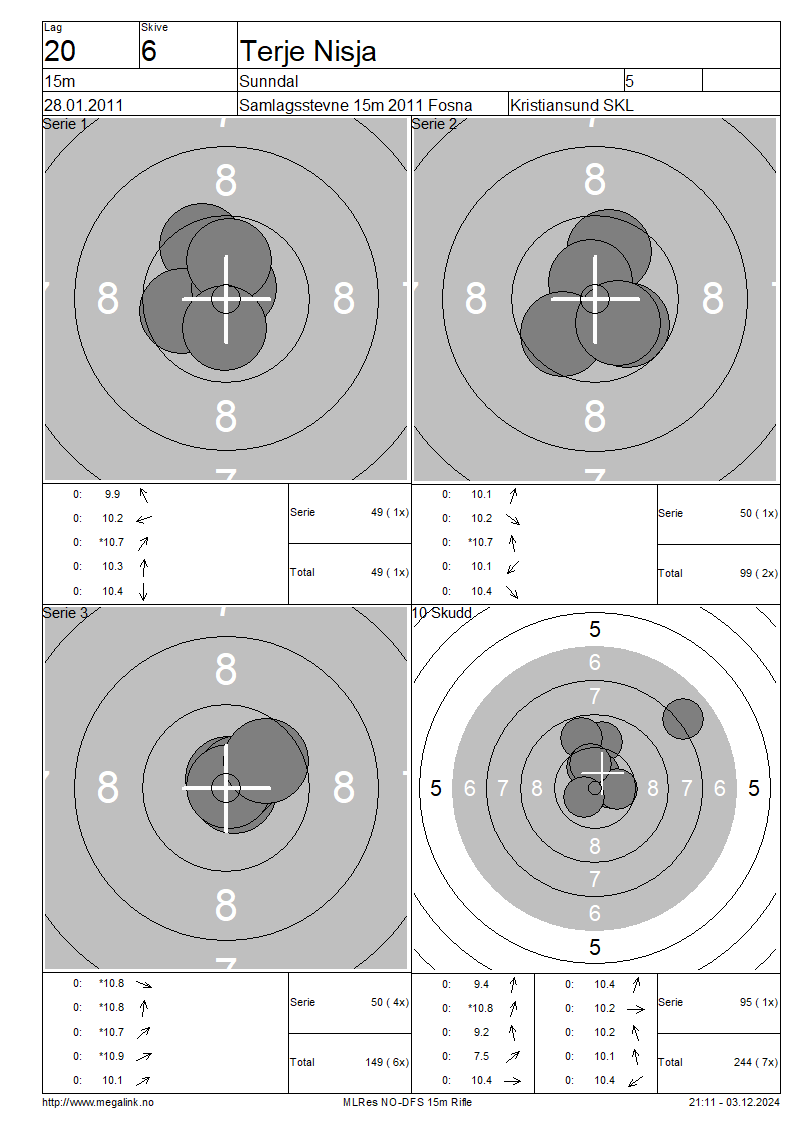 Lag
Skive
20
6
Terje Nisja
15m
Sunndal
5
28.01.2011
Samlagsstevne 15m 2011 Fosna
Kristiansund SKL
Serie 1
8
8
8
8
7
7
7
0: 9.9
0: 10.2
0: *10.7
0: 10.3
0: 10.4
Serie 49 ( 1x)
Total 49 ( 1x)
Serie 2
8
8
8
8
7
7
7
0: 10.1
0: 10.2
0: *10.7
0: 10.1
0: 10.4
Serie 50 ( 1x)
Total 99 ( 2x)
Serie 3
8
8
8
8
7
7
7
0: *10.8
0: *10.8
0: *10.7
0: *10.9
0: 10.1
Serie 50 ( 4x)
Total 149 ( 6x)
10 Skudd
5
6
7
5 6 7 8 8 7 6 5
8
7
6
5
0: 9.4
0: *10.8
0: 9.2
0: 7.5
0: 10.4
0: 10.4
0: 10.2
0: 10.2
0: 10.1
0: 10.4
Serie 95 ( 1x)
Total 244 ( 7x)
http://www.megalink.no
MLRes NO-DFS 15m Rifle
21:11 - 03.12.2024